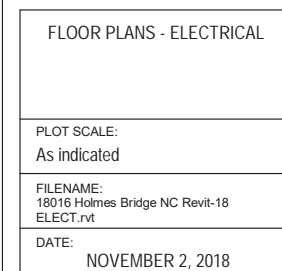 FLOOR PLANS - ELECTRICAL
PLOT SCALE:
As indicated
FILENAME:
18016 Holmes Bridge NC Revit-18
ELECT.rvt
DATE:
NOVEMBER 2, 2018